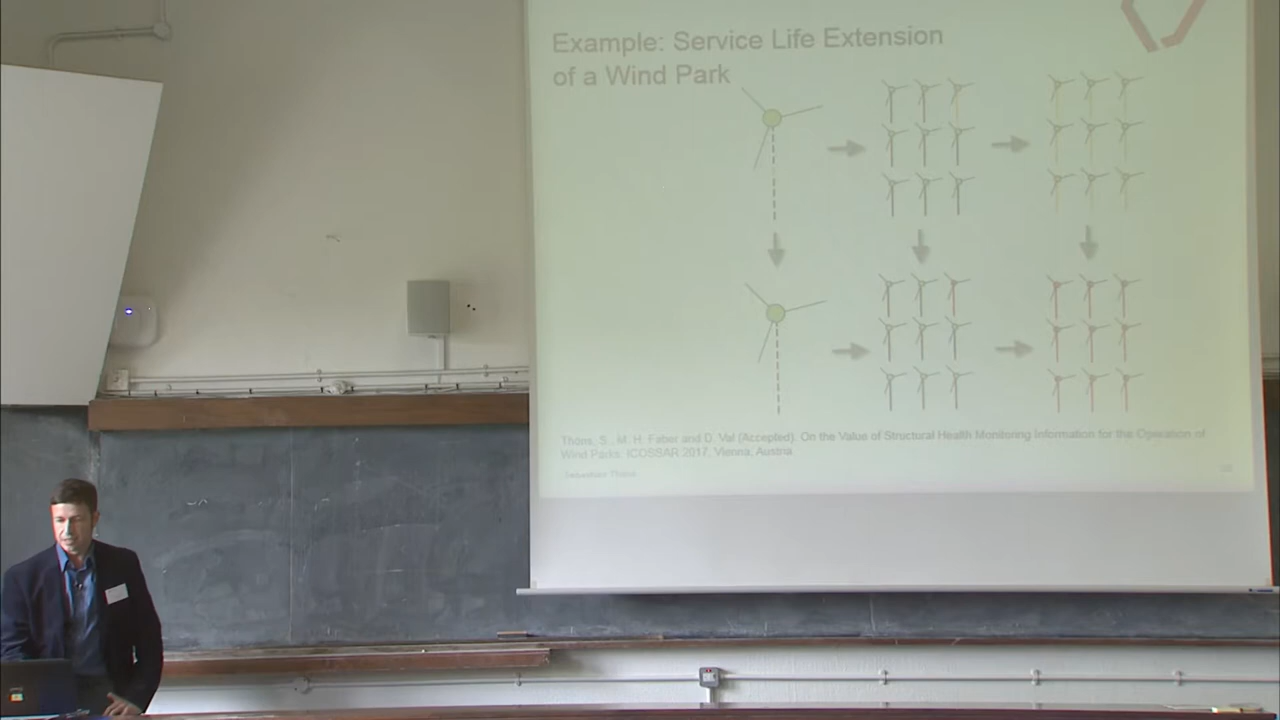 Example: Service Life Extension
of a Wind Park
Thöns, S., M. H. Faber and D. Val (Accepted). On the Value of Structural Health Monitoring Information for the Operation of
Wind Parks. ICOSSAR 2017, Vienna, Austria.
Sebastian Thöns